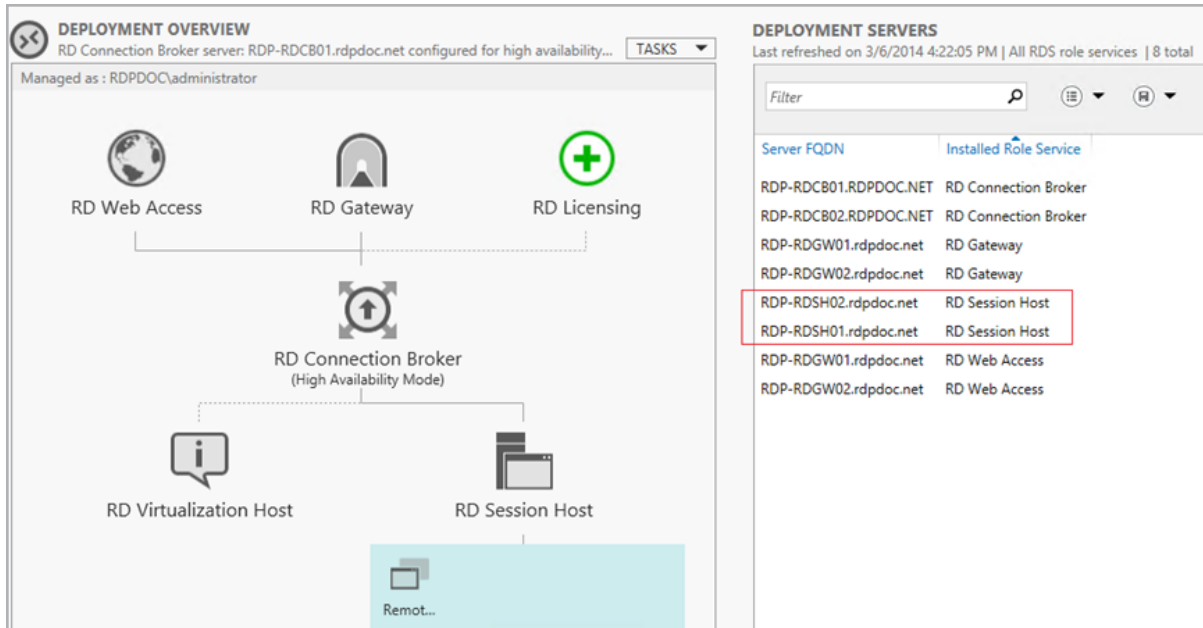 DEPLOYMENT OVERVIEW
RD Connection Broker server: RDP-RDCB01.rdpdoc.net configured for high availability...
TASKS
Managed as : RDPDOC\administrator
RD Web Access
RD Gateway
RD Licensing
RD Connection Broker
(High Availability Mode)
RD Virtualization Host
RD Session Host
Remot...
DEPLOYMENT SERVERS
Last refreshed on 3/6/2014 4:22:05 PM | All RDS role services | 8 total
Filter
Server FQDN Installed Role Service
RDP-RDCB01.RDPDOC.NET RD Connection Broker
RDP-RDCB02.RDPDOC.NET RD Connection Broker
RDP-RDGW01.rdpdoc.net RD Gateway
RDP-RDGW02.rdpdoc.net RD Gateway
RDP-RDSH02.rdpdoc.net RD Session Host
RDP-RDSH01.rdpdoc.net RD Session Host
RDP-RDGW01.rdpdoc.net RD Web Access
RDP-RDGW02.rdpdoc.net RD Web Access